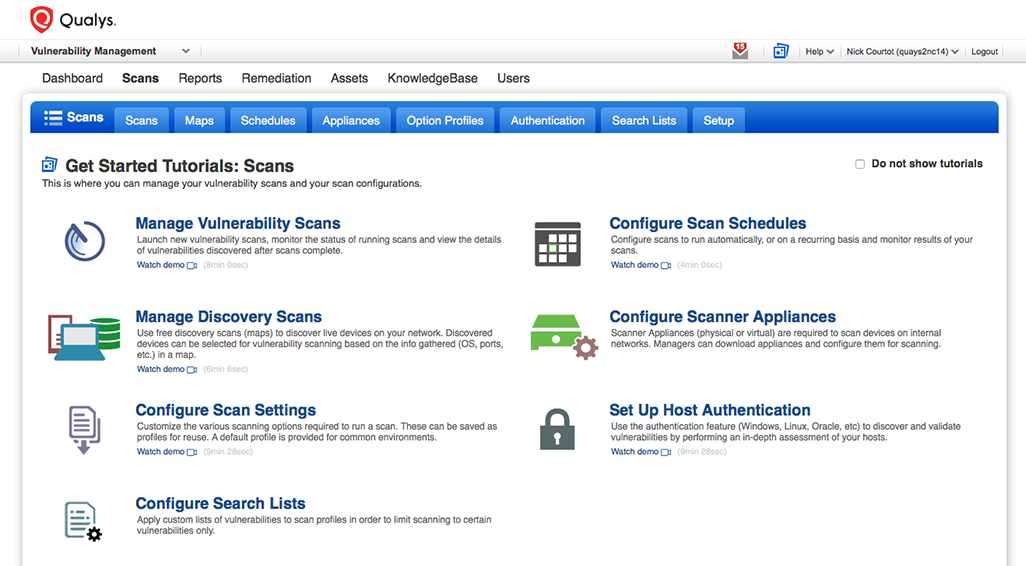 Qualys.
Vulnerability Management
15
Help
Nick Courtot (quays2nc14)
Logout
Dashboard Scans Reports Remediation Assets KnowledgeBase Users
Scans Scans Maps Schedules Appliances Option Profiles Authentication Search Lists Setup
Get Started Tutorials: Scans
Do not show tutorials
This is where you can manage your vulnerability scans and your scan configurations.
Manage Vulnerability Scans
Launch new vulnerability scans, monitor the status of running scans and view the details
of vulnerabilities discovered after scans complete.
Watch demo (8min 0sec)
Configure Scan Schedules
Configure scans to run automatically, or on a recurring basis and monitor results of your
scans.
Watch demo (4min 0sec)
Manage Discovery Scans
Use free discovery scans (maps) to discover live devices on your network. Discovered
devices can be selected for vulnerability scanning based on the info gathered (OS, ports,
etc.) in a map.
Watch demo (6min 6sec)
Configure Scanner Appliances
Scanner Appliances (physical or virtual) are required to scan devices on internal
networks. Managers can download appliances and configure them for scanning.
Configure Scan Settings
Customize the various scanning options required to run a scan. These can be saved as
profiles for reuse. A default profile is provided for common environments.
Watch demo (9min 28sec)
Set Up Host Authentication
Use the authentication feature (Windows, Linux, Oracle, etc) to discover and validate
vulnerabilities by performing an in-depth assessment of your hosts.
Watch demo (9min 28sec)
Configure Search Lists
Apply custom lists of vulnerabilities to scan profiles in order to limit scanning to certain
vulnerabilities only.